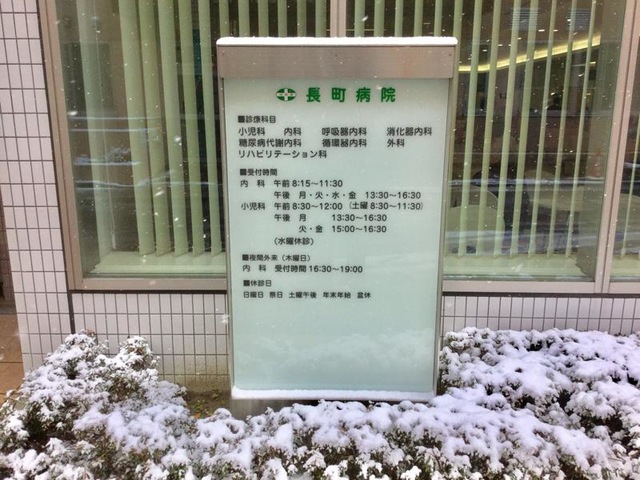 長町病院
■診療科目
小児科 内科 呼吸器内科 消化器内科
糖尿病代謝内科 循環器内科 外科
リハビリテーション科
■受付時間
内 科 午前 8:15～11:30
午後 月・火・水・金 13:30～16:30
小児科 午前 8:30～12:00 (土曜 8:30～11:30)
午後 月 13:30～16:30
火・金 15:00～16:30
(水曜休診)
■夜間外来（木曜日）
内 科 受付時間 16:30～19:00
■休診日
日曜日 祭日 土曜午後 年末年始 盆休